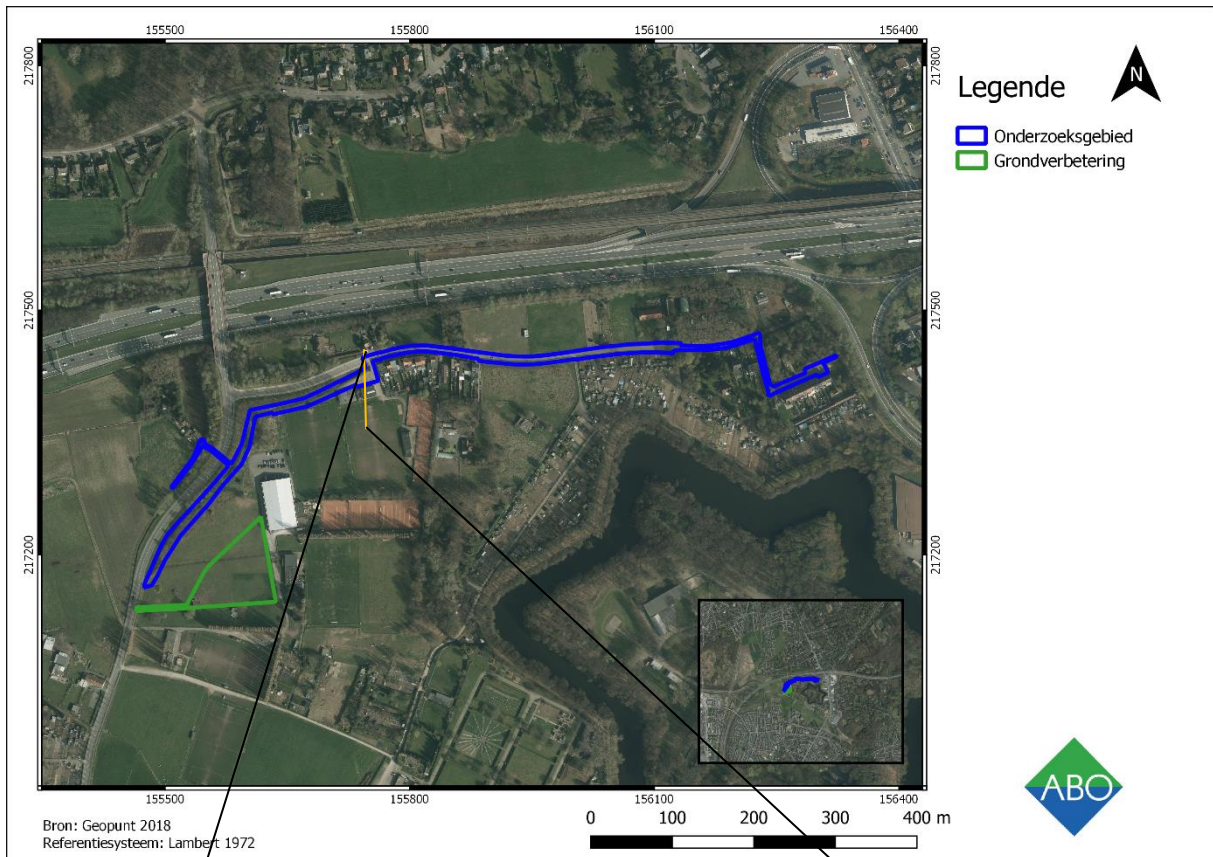 155500 155800 156100 156400
217800 217800
Legende
N
Onderzoeksgebied
Grondverbetering
217500 217500
217200 217200
155500 155800 156100 156400
Bron: Geopunt 2018
Referentiesysteem: Lambert 1972
0 100 200 300 400 m
ABO